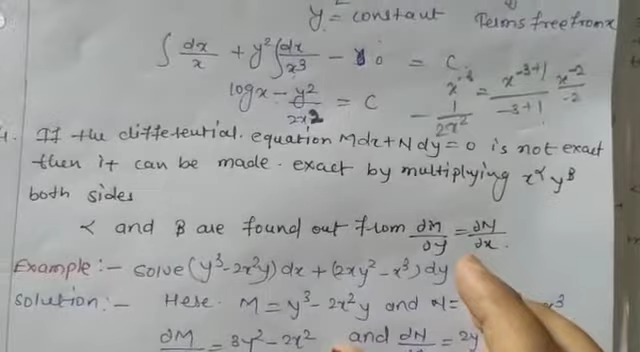 y = constant Terms free from x
∫ dx/x + y² ∫ dx/x³ - 0 = C.
log x - y²/2x² = C - 1/2x² = x⁻³⁺¹/-3+1 x⁻²/-2
4. If the differential equation Mdx+Ndy=0 is not exact
then it can be made exact by multiplying x^α y^β
both sides
α and β are found out from ∂M/∂y = ∂N/∂x.
Example:- solve (y³-2x²y)dx + (2xy²-x³)dy
solution:- Here M = y³-2x²y and N= x³
∂M = 3y²-2x² and ∂N = 2y